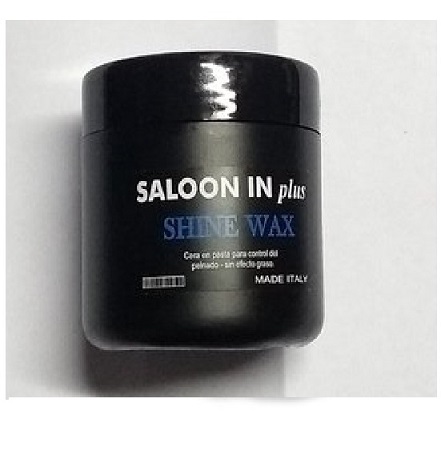 SALOON IN plus
SHINE WAX
Cera en pasta para control del
peinado - sin efecto graso
MADE ITALY